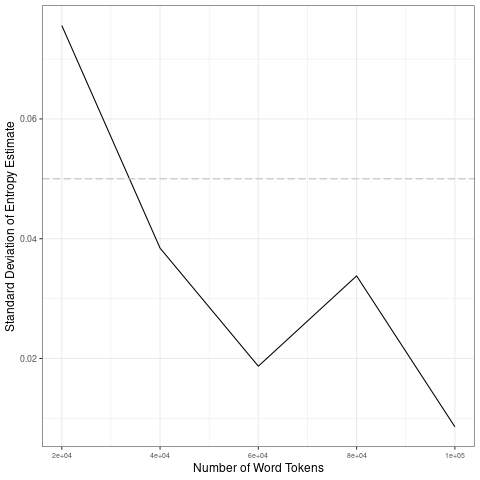 Standard Deviation of Entropy Estimate
0.06
0.04
0.02
2e+04 4e+04 6e+04 8e+04 1e+05
Number of Word Tokens